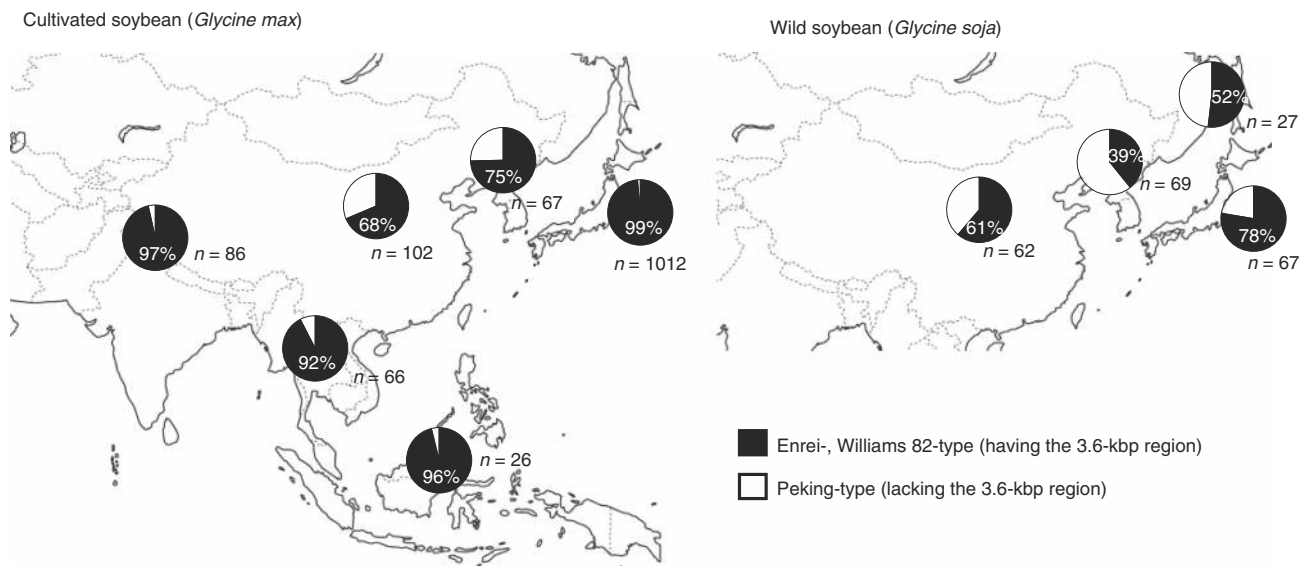 Cultivated soybean (Glycine max)
97%
n = 86
68%
n = 102
75%
n = 67
99%
n = 1012
92%
n = 66
96%
n = 26
Wild soybean (Glycine soja)
52%
n = 27
39%
n = 69
61%
n = 62
78%
n = 67
Enrei-, Williams 82-type (having the 3.6-kbp region)
Peking-type (lacking the 3.6-kbp region)